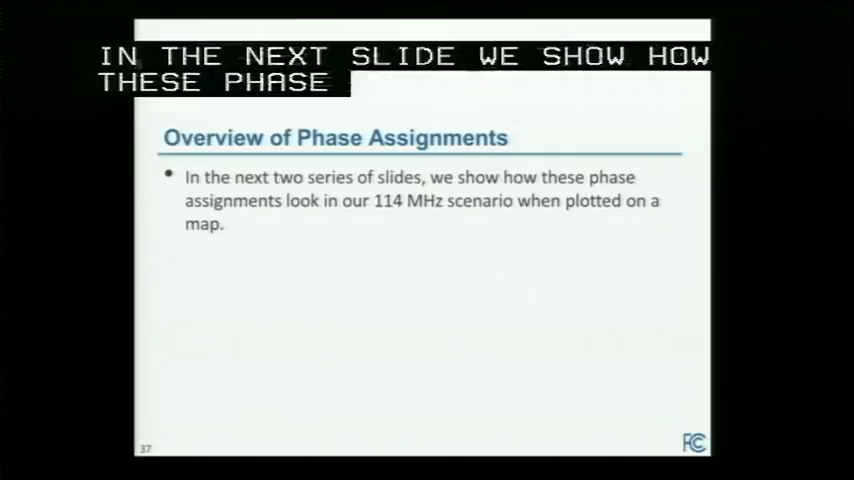 IN THE NEXT SLIDE WE SHOW HOW
THESE PHASE
Overview of Phase Assignments
• In the next two series of slides, we show how these phase
assignments look in our 114 MHz scenario when plotted on a
map.
37
FCC